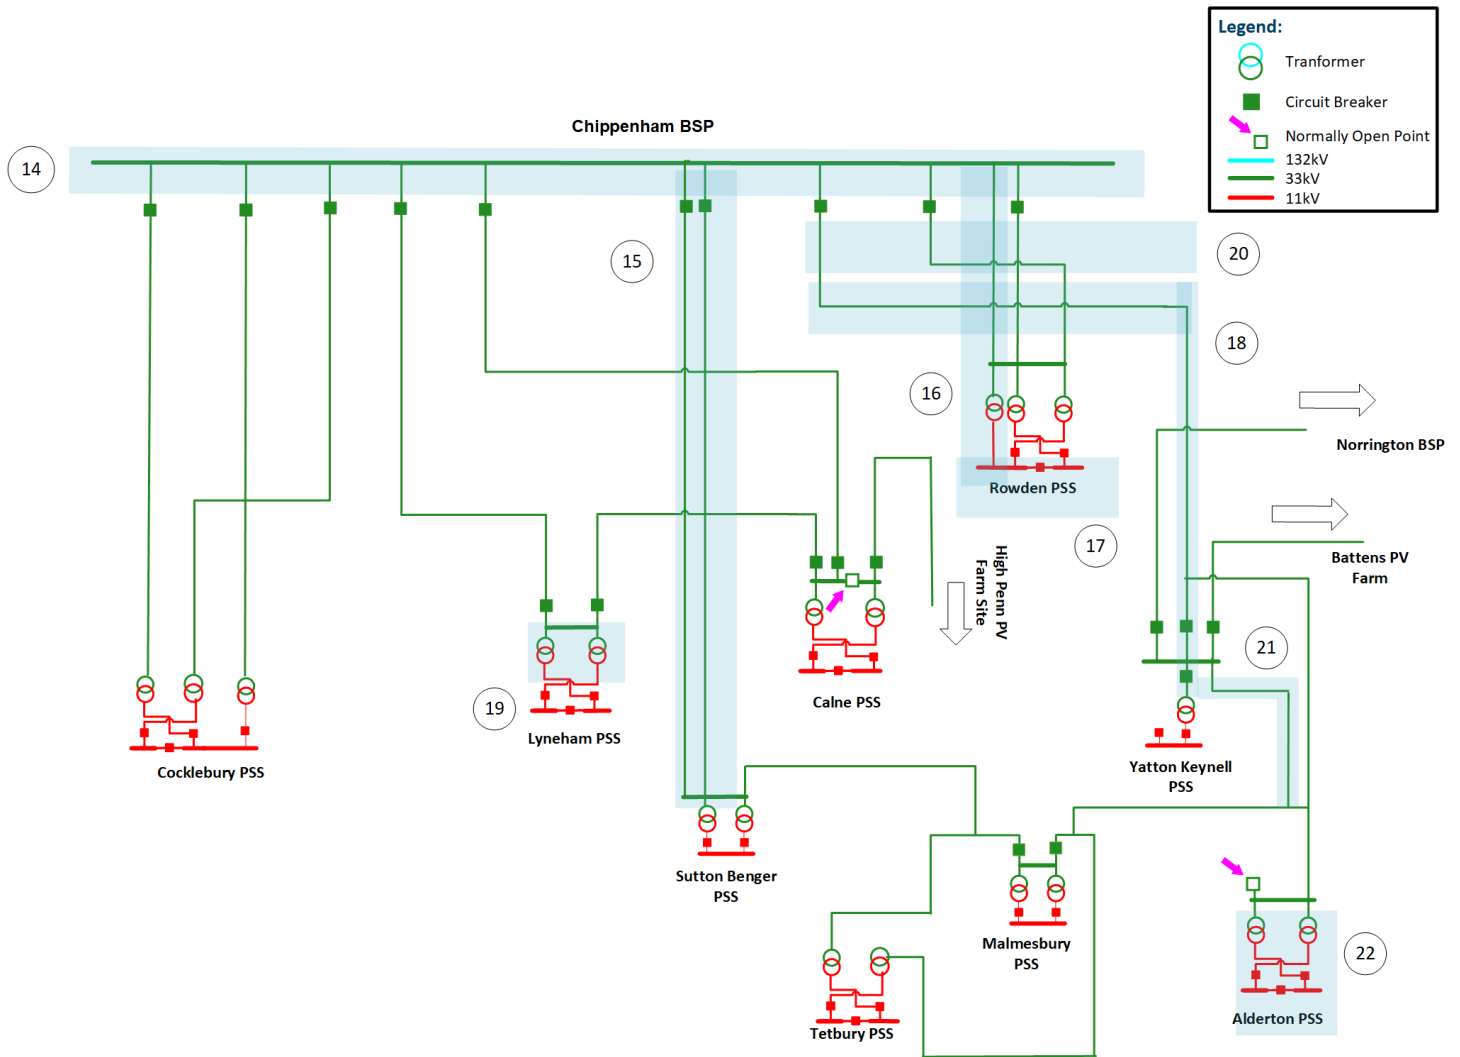 Legend:
Tranformer
Circuit Breaker
Normally Open Point
132kV
33kV
11kV
Chippenham BSP
14
15
20
18
16
Norrington BSP
Rowden PSS
17
High Penn PV
Farm Site
Battens PV
Farm
21
Calne PSS
19
Lyneham PSS
Cocklebury PSS
Yatton Keynell
PSS
Sutton Benger
PSS
Malmesbury
PSS
22
Alderton PSS
Tetbury PSS